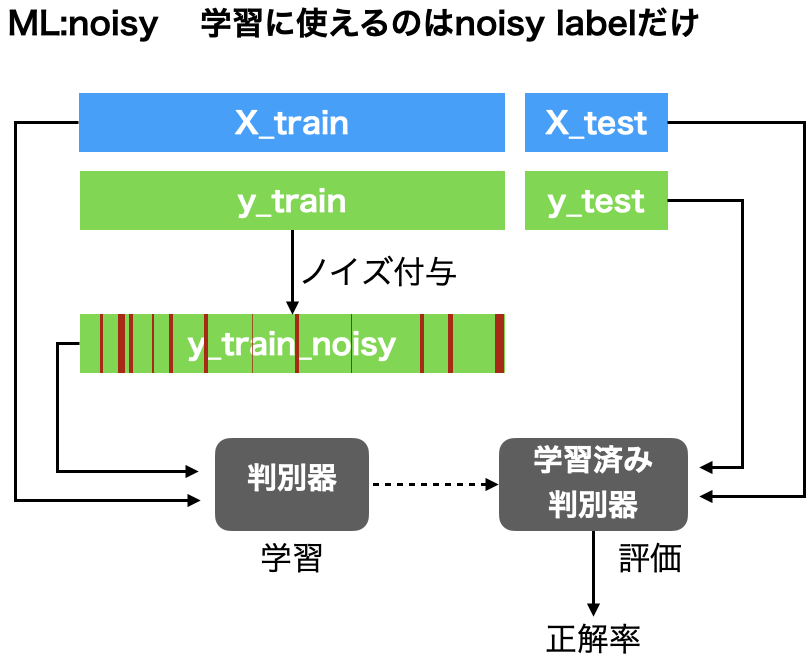 ML:noisy 学習に使えるのはnoisy labelだけ
X_train
X_test
y_train
y_test
ノイズ付与
y_train_noisy
判別器
学習済み
判別器
学習
評価
正解率